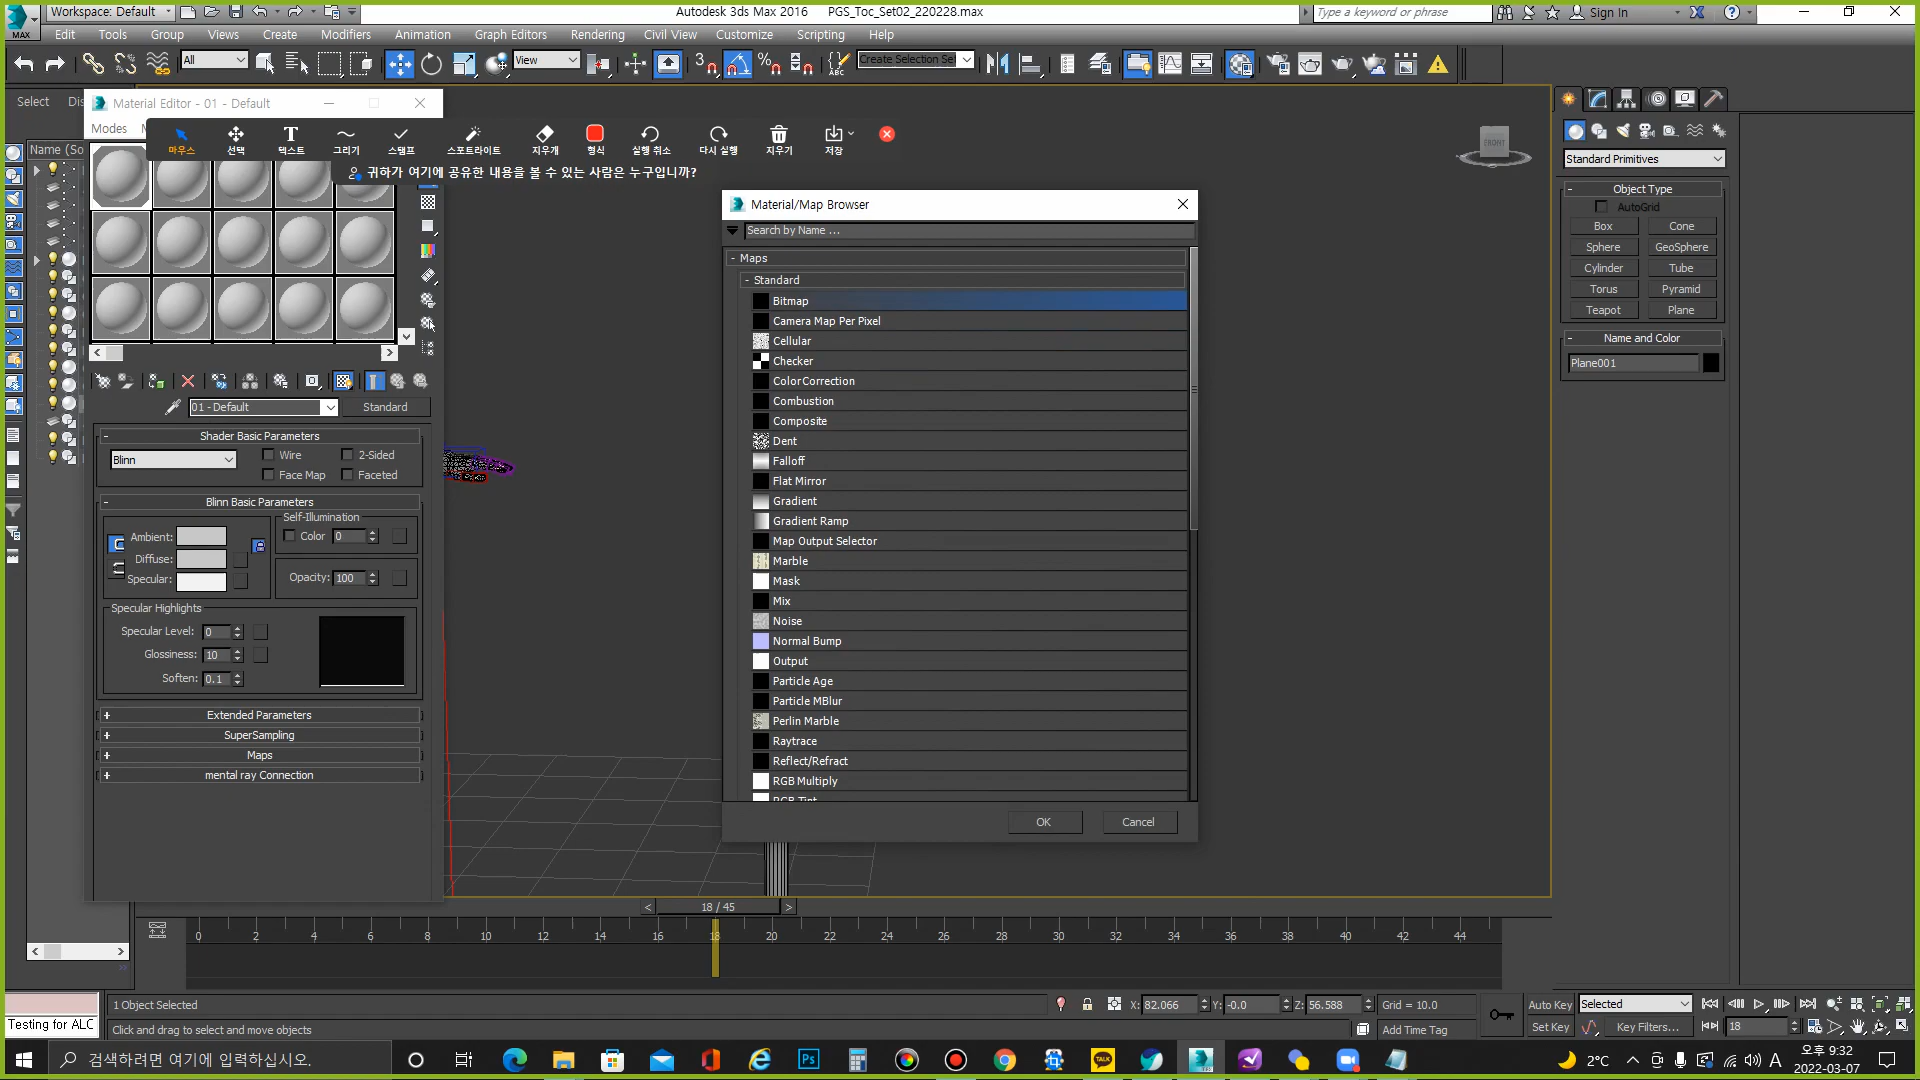 Workspace: Default
Autodesk 3ds Max 2016 PGS_Toc_Set02_220228.max
Type a keyword or phrase
Sign In
MAX
Edit Tools Group Views Create Modifiers Animation Graph Editors Rendering Civil View Customize Scripting Help
All
View
3
ABC
Create Selection Se
Select
Material Editor - 01 - Default
Modes
마우스
선택
텍스트
그리기
스탬프
스포트라이트
지우개
형식
실행 취소
다시 실행
지우기
저장
귀하가 여기에 공유한 내용을 볼 수 있는 사람은 누구입니까?
Name (So
01 - Default
Standard
Shader Basic Parameters
Blinn
Wire
2-Sided
Face Map
Faceted
Blinn Basic Parameters
Self-Illumination
Ambient:
Color 0
Diffuse:
Specular:
Opacity: 100
Specular Highlights
Specular Level: 0
Glossiness: 10
Soften: 0.1
Extended Parameters
SuperSampling
Maps
mental ray Connection
Material/Map Browser
Search by Name ...
- Maps
- Standard
Bitmap
Camera Map Per Pixel
Cellular
Checker
ColorCorrection
Combustion
Composite
Dent
Falloff
Flat Mirror
Gradient
Gradient Ramp
Map Output Selector
Marble
Mask
Mix
Noise
Normal Bump
Output
Particle Age
Particle MBlur
Perlin Marble
Raytrace
Reflect/Refract
RGB Multiply
RGB Tint
OK
Cancel
FRONT
Standard Primitives
Object Type
AutoGrid
Box Cone
Sphere GeoSphere
Cylinder Tube
Torus Pyramid
Teapot Plane
Name and Color
Plane001
< 18 / 45 >
0 2 4 6 8 10 12 14 16 18 20 22 24 26 28 30 32 34 36 38 40 42 44
1 Object Selected
X: 82.066 Y: -0.0 Z: 56.588
Grid = 10.0
Auto Key
Selected
Testing for ALC
Click and drag to select and move objects
Add Time Tag
Set Key
Key Filters...
18
검색하려면 여기에 입력하십시오.
Ps
TALK
2°C
A
오후 9:32
2022-03-07